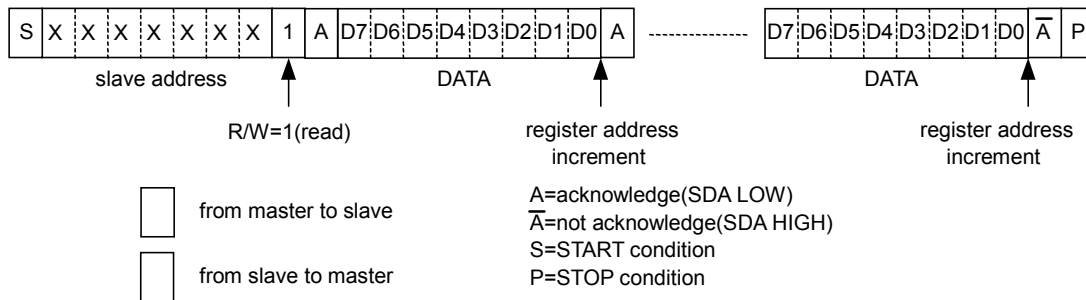 S X X X X X X X 1 A D7 D6 D5 D4 D3 D2 D1 D0 A D7 D6 D5 D4 D3 D2 D1 D0 A̅ P
slave address DATA DATA
R/W=1(read)
register address
increment
register address
increment
from master to slave
from slave to master
A=acknowledge(SDA LOW)
A̅=not acknowledge(SDA HIGH)
S=START condition
P=STOP condition